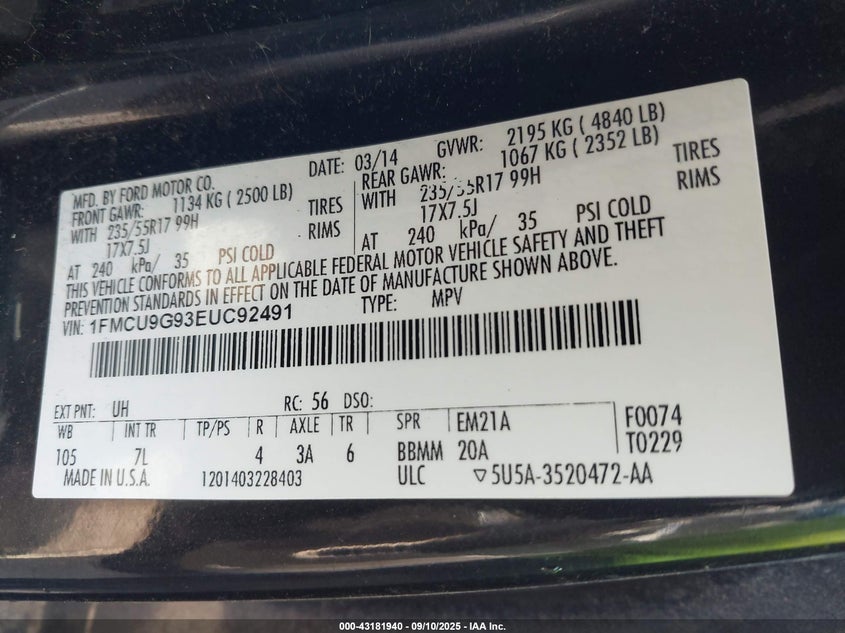 MFD. BY FORD MOTOR CO. DATE: 03/14 GVWR: 2195 KG ( 4840 LB)
FRONT GAWR: 1134 KG ( 2500 LB) REAR GAWR: 1067 KG ( 2352 LB)
WITH 235/55R17 99H TIRES WITH 235/55R17 99H TIRES
17X7.5J RIMS 17X7.5J RIMS
AT 240 kPa/ 35 PSI COLD AT 240 kPa/ 35 PSI COLD
THIS VEHICLE CONFORMS TO ALL APPLICABLE FEDERAL MOTOR VEHICLE SAFETY AND THEFT
PREVENTION STANDARDS IN EFFECT ON THE DATE OF MANUFACTURE SHOWN ABOVE.
VIN: 1FMCU9G93EUC92491 TYPE: MPV
EXT PNT: UH RC: 56 DSO:
WB INT TR TP/PS R AXLE TR SPR EM21A F0074
105 7L 4 3A 6 BBMM 20A T0229
MADE IN U.S.A. 1201403228403 ULC ▽5U5A-3520472-AA
000-43181940 - 09/10/2025 - IAA Inc.